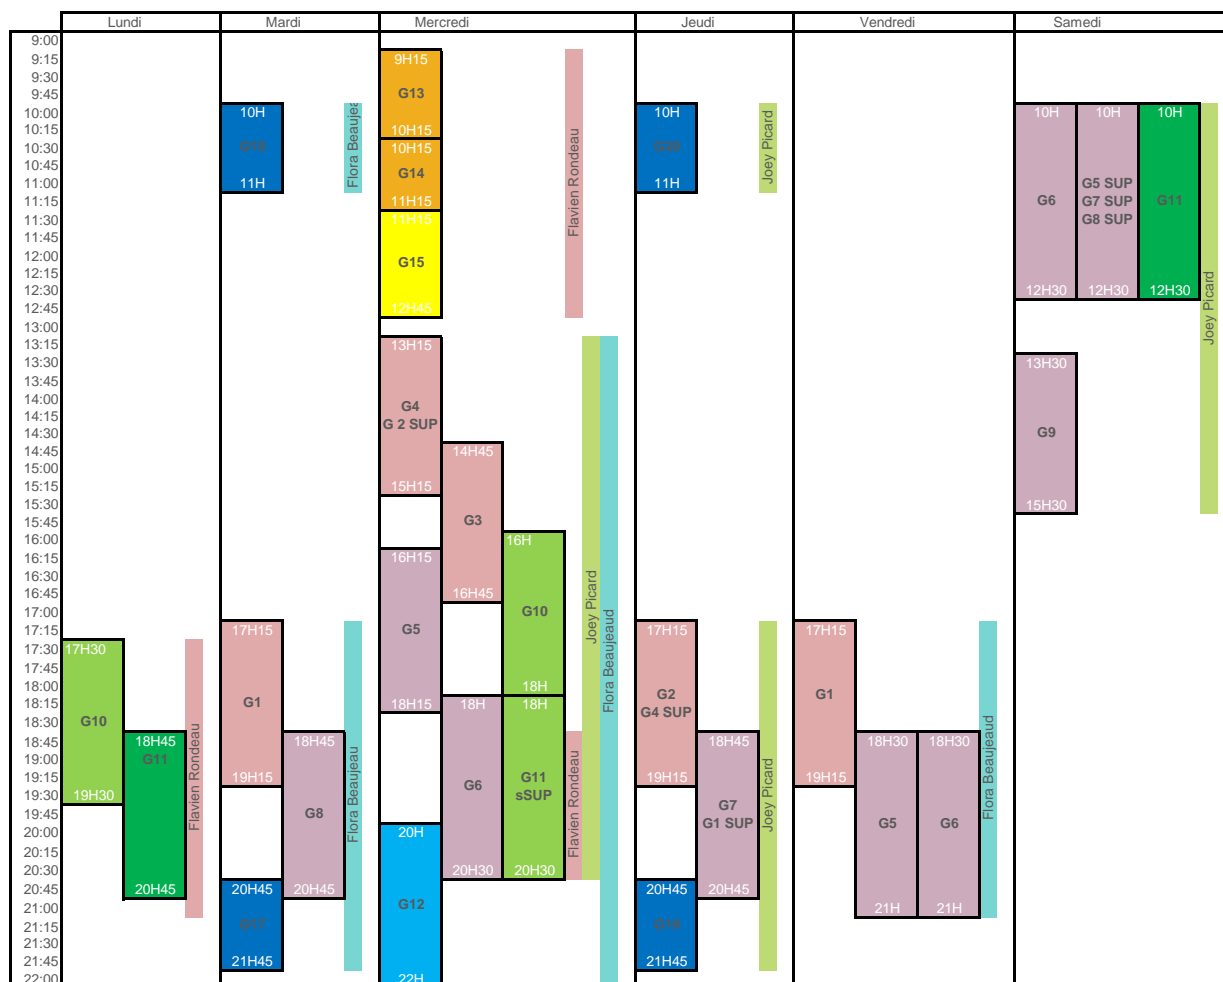 Lundi
Mardi
Mercredi
Jeudi
Vendredi
Samedi
9:00
9:15
9:30
9:45
10:00
10:15
10:30
10:45
11:00
11:15
11:30
11:45
12:00
12:15
12:30
12:45
13:00
13:15
13:30
13:45
14:00
14:15
14:30
14:45
15:00
15:15
15:30
15:45
16:00
16:15
16:30
16:45
17:00
17:15
17:30
17:45
18:00
18:15
18:30
18:45
19:00
19:15
19:30
19:45
20:00
20:15
20:30
20:45
21:00
21:15
21:30
21:45
22:00
17H30
G10
19H30
18H45
G11
20H45
Flavien Rondeau
10H
11H
Flora Beaujea
17H15
G1
19H15
18H45
G8
20H45
20H45
G17
21H45
Flora Beaujeau
9H15
G13
10H15
10H15
G14
11H15
11H15
G15
12H45
Flavien Rondeau
13H15
G4
G 2 SUP
15H15
14H45
G3
16H45
16H
G10
18H
16H15
G5
18H15
18H
G6
20H30
18H
G11
sSUP
20H30
20H
G12
22H
Flavien Rondeau
Joey Picard
Flora Beaujeaud
10H
G20
11H
Joey Picard
17H15
G2
G4 SUP
19H15
18H45
G7
G1 SUP
20H45
20H45
21H45
Joey Picard
17H15
G1
19H15
18H30
G5
21H
18H30
G6
21H
Flora Beaujeaud
10H
G6
12H30
10H
G5 SUP
G7 SUP
G8 SUP
12H30
10H
G11
12H30
13H30
G9
15H30
Joey Picard